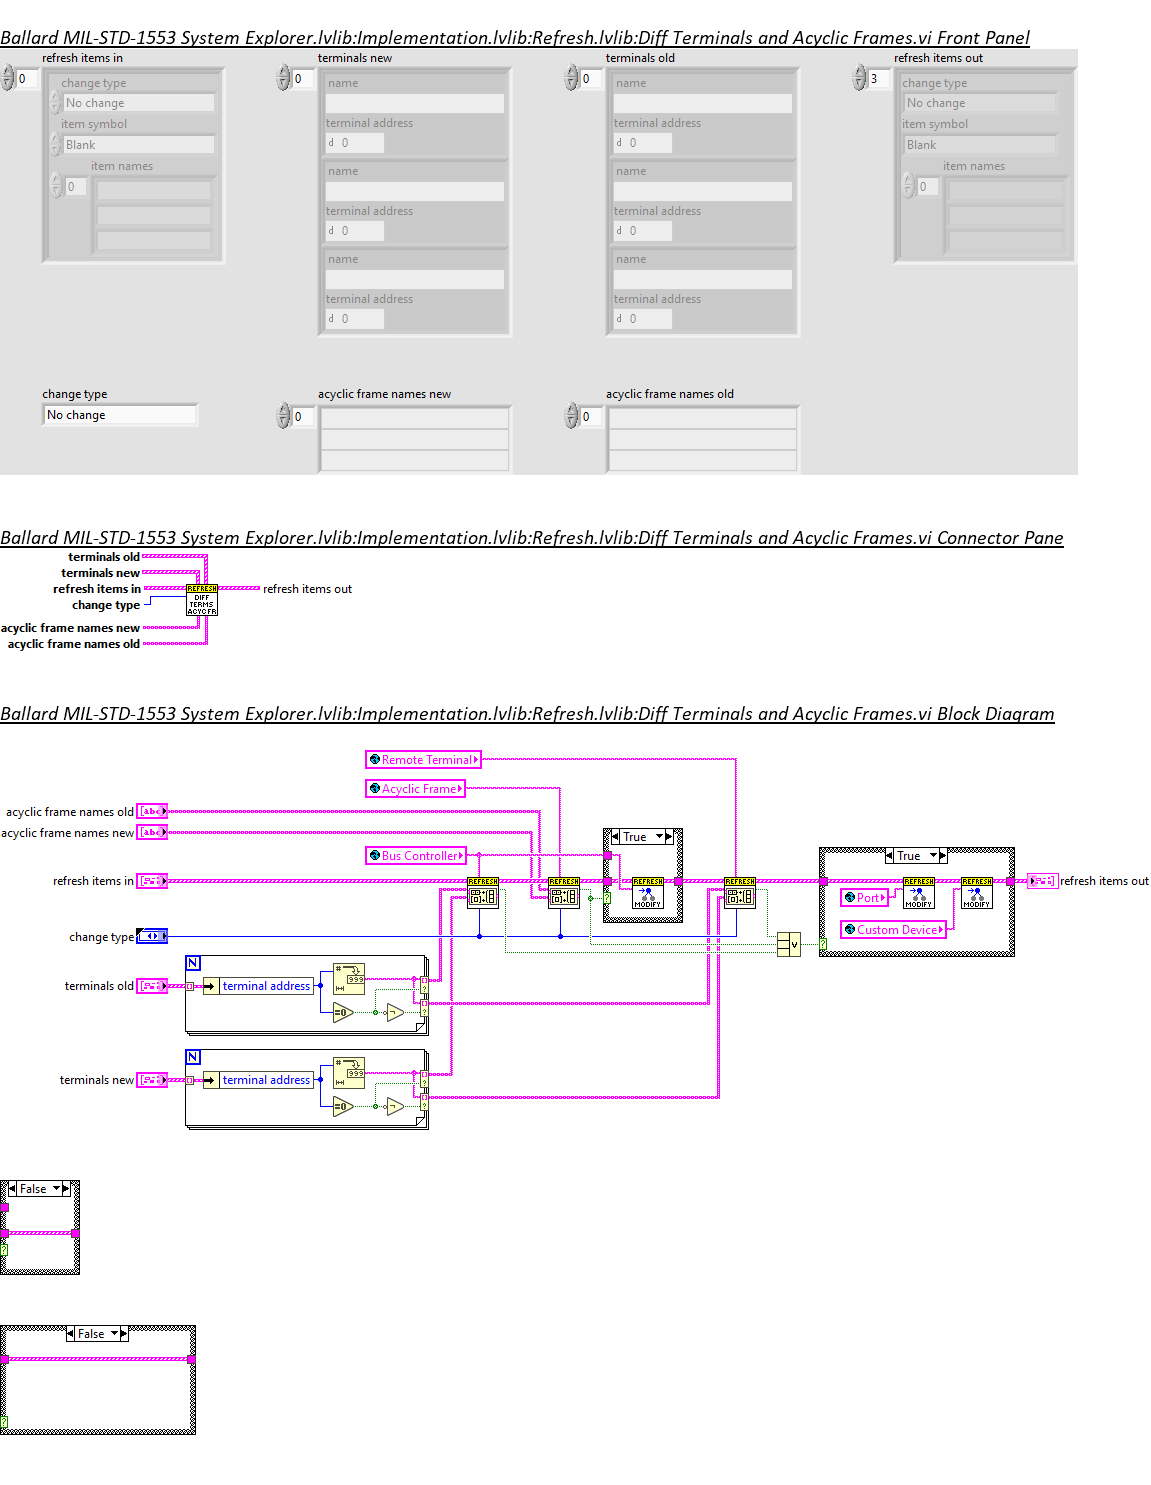 Ballard MIL-STD-1553 System Explorer.lvlib:Implementation.lvlib:Refresh.lvlib:Diff Terminals and Acyclic Frames.vi Front Panel
refresh items in
terminals new
terminals old
refresh items out
0
0
0
3
change type
No change
item symbol
Blank
item names
0
name
terminal address
d 0
name
terminal address
d 0
name
terminal address
d 0
name
terminal address
d 0
name
terminal address
d 0
name
terminal address
d 0
change type
No change
item symbol
Blank
item names
0
change type
No change
acyclic frame names new
0
acyclic frame names old
0
Ballard MIL-STD-1553 System Explorer.lvlib:Implementation.lvlib:Refresh.lvlib:Diff Terminals and Acyclic Frames.vi Connector Pane
terminals old
terminals new
refresh items in
change type
acyclic frame names new
acyclic frame names old
REFRESH
DIFF
TERMS
ACYC FR
refresh items out
Ballard MIL-STD-1553 System Explorer.lvlib:Implementation.lvlib:Refresh.lvlib:Diff Terminals and Acyclic Frames.vi Block Diagram
Remote Terminal
Acyclic Frame
acyclic frame names old
abc
acyclic frame names new
abc
True
Bus Controller
True
refresh items in
REFRESH
REFRESH
REFRESH
MODIFY
REFRESH
REFRESH
MODIFY
REFRESH
MODIFY
refresh items out
Port
Custom Device
change type
N
terminals old
terminal address
#
999
=0
N
terminals new
terminal address
#
999
=0
False
False